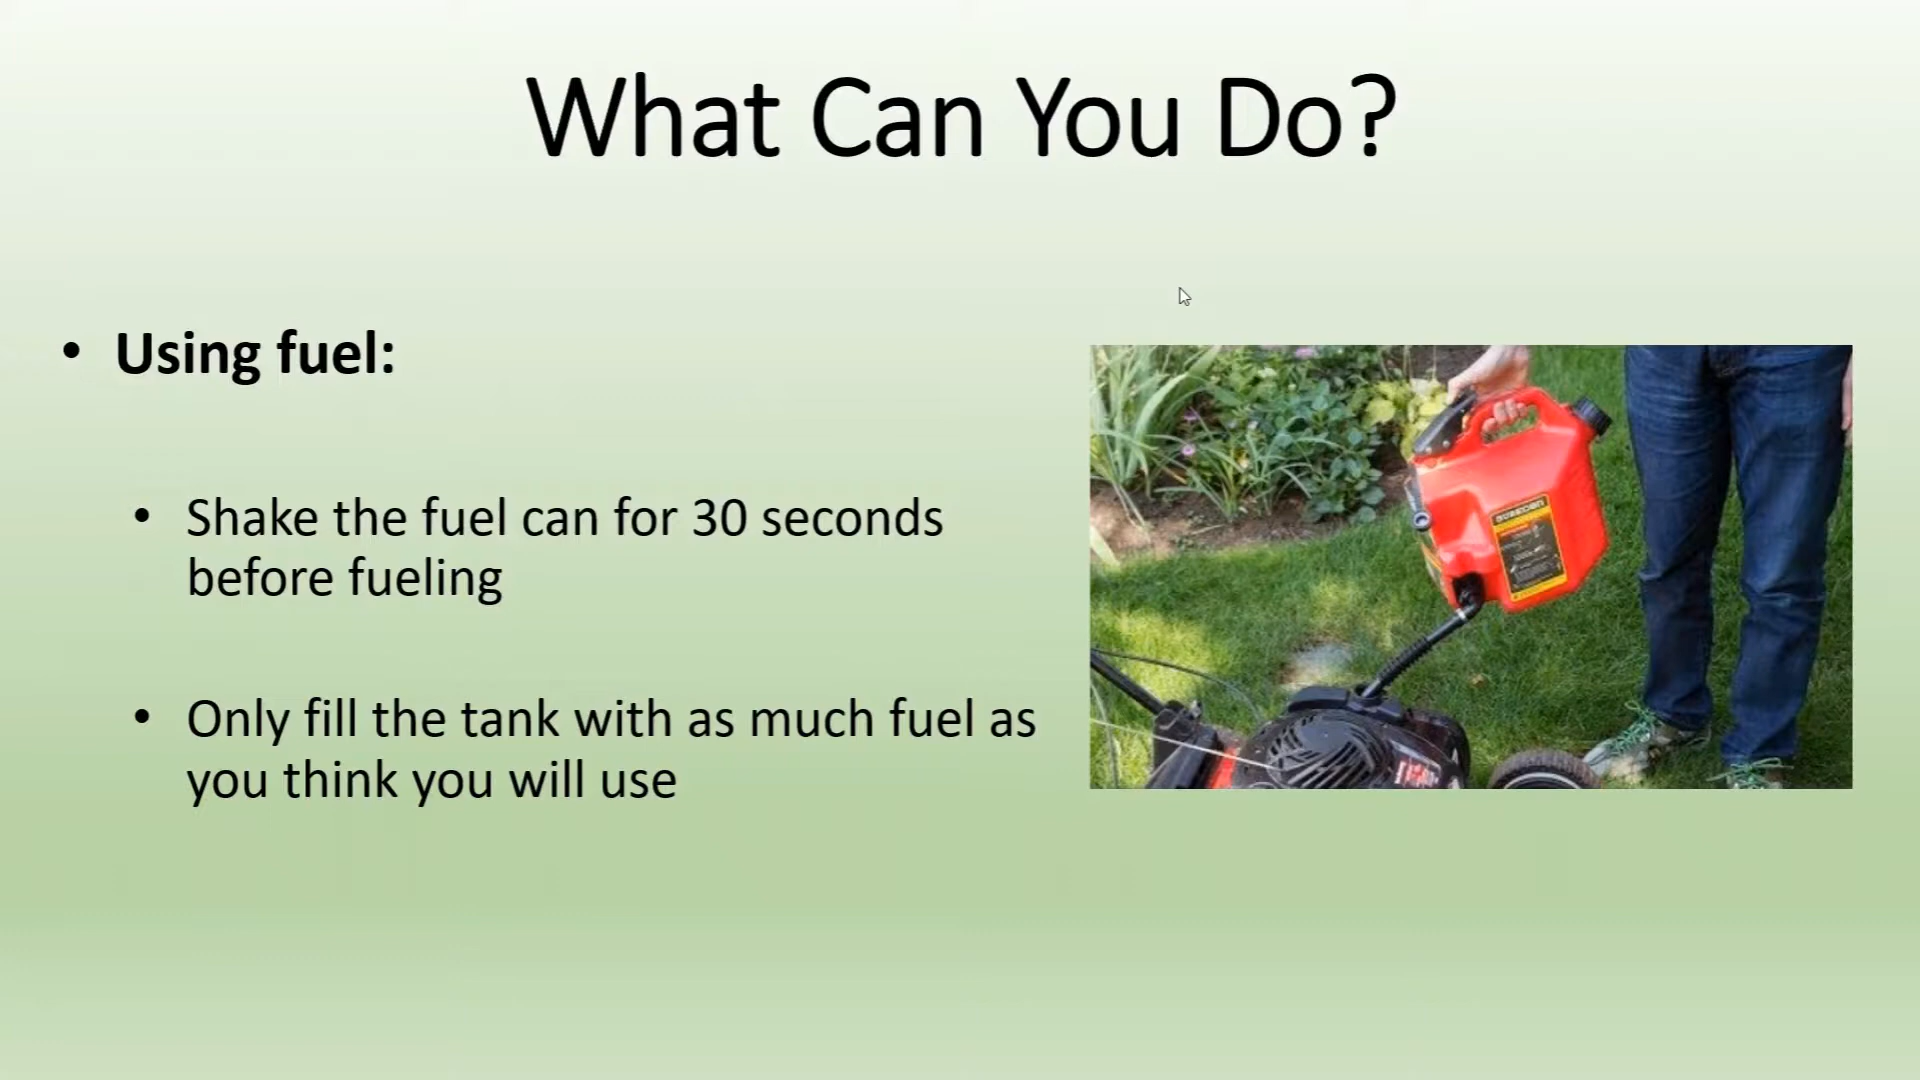 What Can You Do?
• Using fuel:
• Shake the fuel can for 30 seconds
before fueling
• Only fill the tank with as much fuel as
you think you will use